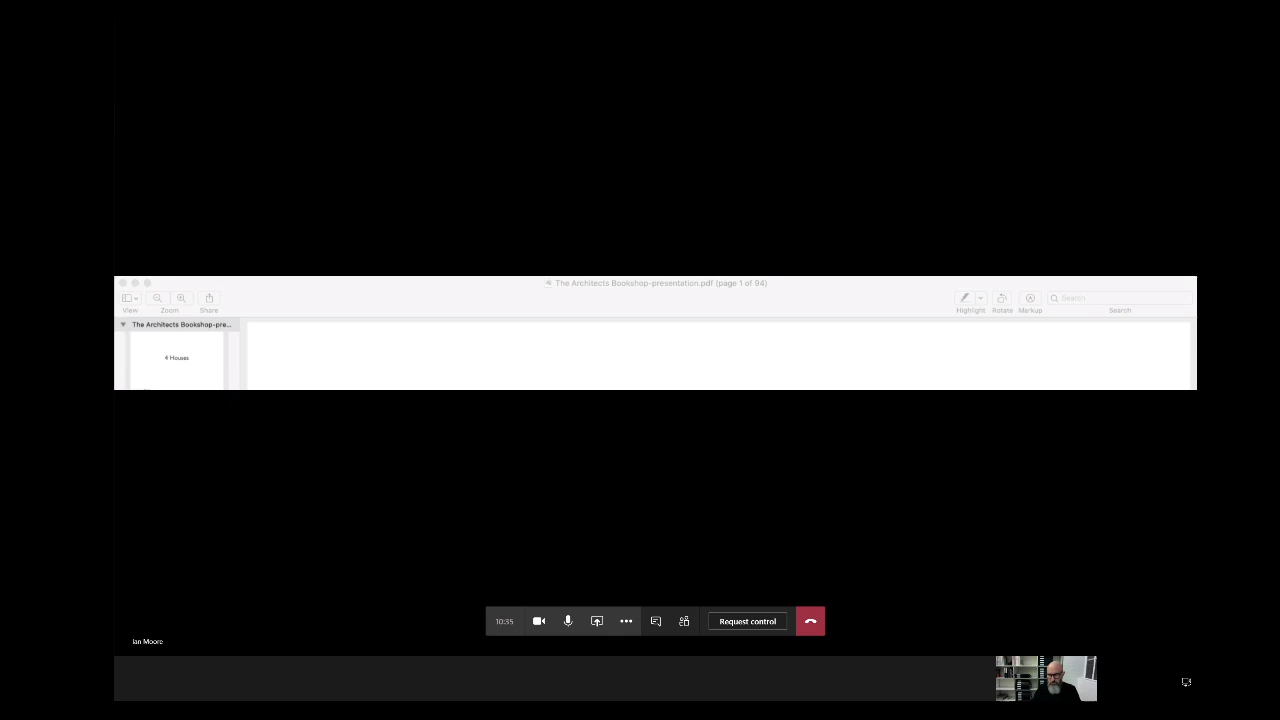 The Architects Bookshop-presentation.pdf (page 1 of 94)
View
Zoom
Share
Highlight
Rotate
Markup
Search
Search
The Architects Bookshop-pre...
4 Houses
10:35
Request control
Ian Moore